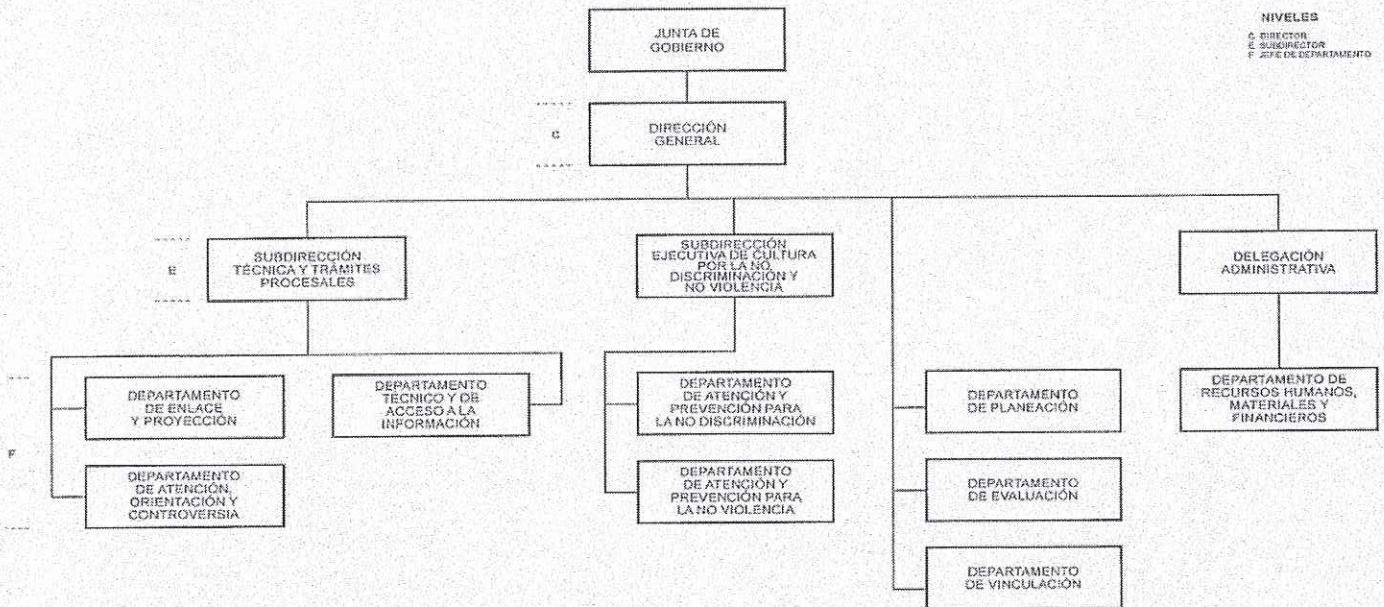 JUNTA DE
GOBIERNO
NIVELES
C DIRECTOR
E SUBDIRECTOR
F JEFE DE DEPARTAMENTO
C
DIRECCIÓN
GENERAL
E
SUBDIRECCIÓN
TÉCNICA Y TRÁMITES
PROCESALES
SUBDIRECCIÓN
EJECUTIVA DE CULTURA
POR LA NO
DISCRIMINACIÓN Y
NO VIOLENCIA
DELEGACIÓN
ADMINISTRATIVA
F
DEPARTAMENTO
DE ENLACE
Y PROYECCIÓN
DEPARTAMENTO
TÉCNICO Y DE
ACCESO A LA
INFORMACIÓN
DEPARTAMENTO
DE ATENCIÓN Y
PREVENCIÓN PARA
LA NO DISCRIMINACIÓN
DEPARTAMENTO
DE PLANEACIÓN
DEPARTAMENTO DE
RECURSOS HUMANOS,
MATERIALES Y
FINANCIEROS
DEPARTAMENTO
DE ATENCIÓN,
ORIENTACIÓN Y
CONTROVERSIA
DEPARTAMENTO
DE ATENCIÓN Y
PREVENCIÓN PARA
LA NO VIOLENCIA
DEPARTAMENTO
DE EVALUACIÓN
DEPARTAMENTO
DE VINCULACIÓN